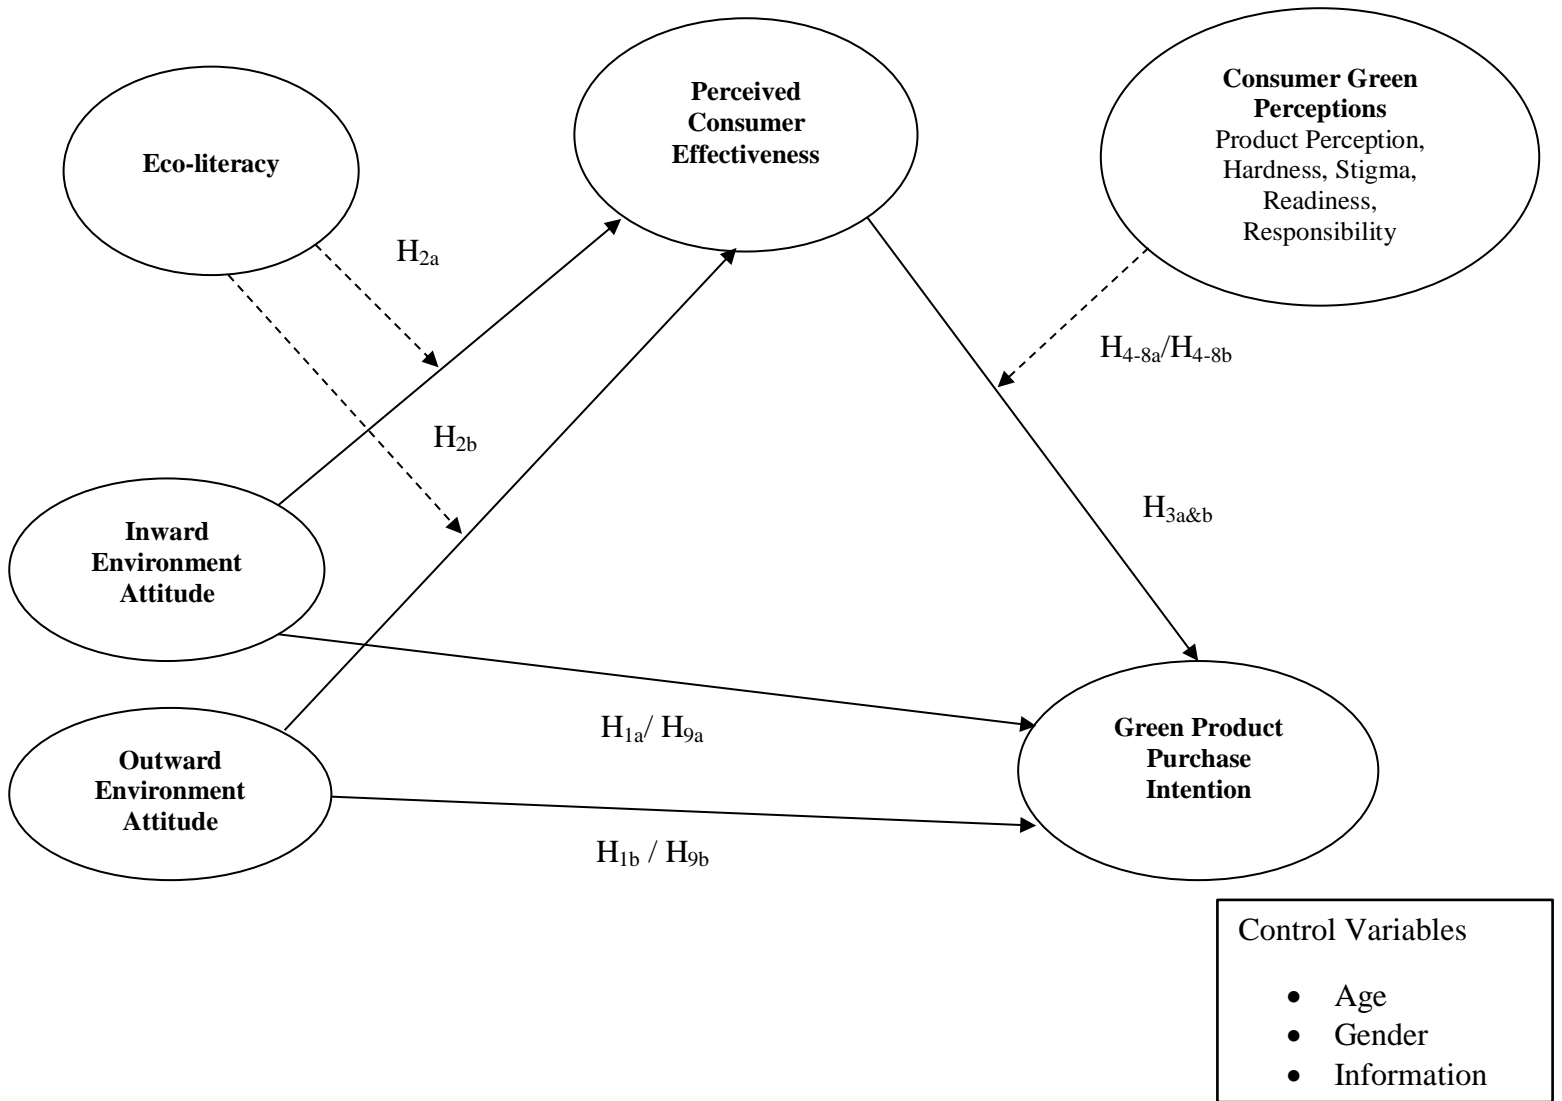 Eco-literacy
Perceived
Consumer
Effectiveness
Consumer Green
Perceptions
Product Perception,
Hardness, Stigma,
Readiness,
Responsibility
H2a
H4-8a/H4-8b
H2b
H3a&b
Inward
Environment
Attitude
H1a/ H9a
Green Product
Purchase
Intention
Outward
Environment
Attitude
H1b / H9b
Control Variables
• Age
• Gender
• Information